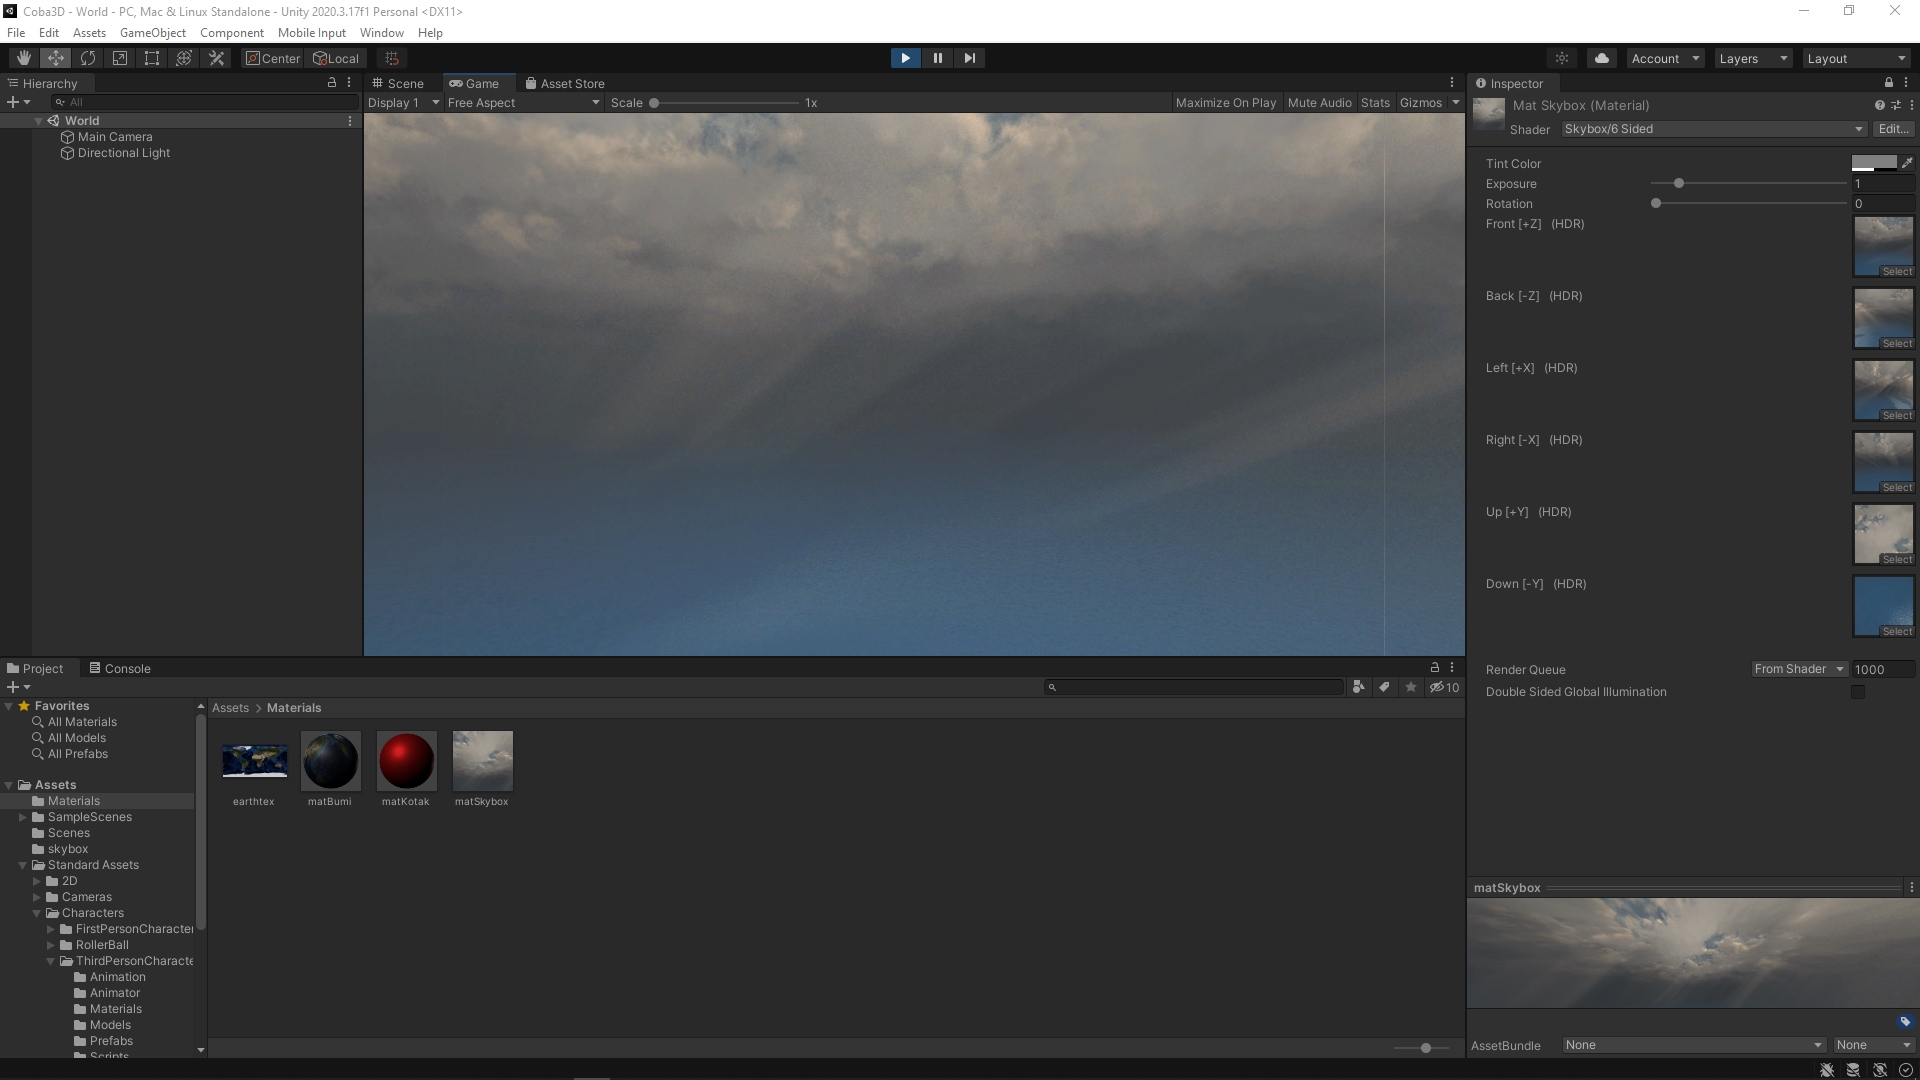 Coba3D - World - PC, Mac & Linux Standalone - Unity 2020.3.17f1 Personal <DX11>
File Edit Assets GameObject Component Mobile Input Window Help
Center Local Account Layers Layout
Hierarchy
All
World
Main Camera
Directional Light
Scene Game Asset Store
Display 1 Free Aspect Scale 1x Maximize On Play Mute Audio Stats Gizmos
Inspector
Mat Skybox (Material)
Shader Skybox/6 Sided Edit...
Tint Color
Exposure 1
Rotation 0
Front [+Z] (HDR)
Select
Back [-Z] (HDR)
Select
Left [+X] (HDR)
Select
Right [-X] (HDR)
Select
Up [+Y] (HDR)
Select
Down [-Y] (HDR)
Select
Render Queue From Shader 1000
Double Sided Global Illumination
Project Console
10
Favorites
All Materials
All Models
All Prefabs
Assets
Materials
SampleScenes
Scenes
skybox
Standard Assets
2D
Cameras
Characters
FirstPersonCharacter
RollerBall
ThirdPersonCharacte
Animation
Animator
Materials
Models
Prefabs
Scripts
Assets > Materials
earthtex matBumi matKotak matSkybox
matSkybox
AssetBundle None None